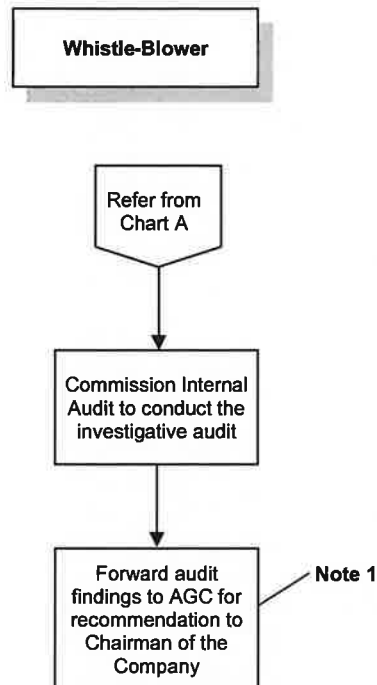 Whistle-Blower
Refer from
Chart A
Commission Internal
Audit to conduct the
investigative audit
Forward audit
findings to AGC for
recommendation to
Chairman of the
Company
Note 1